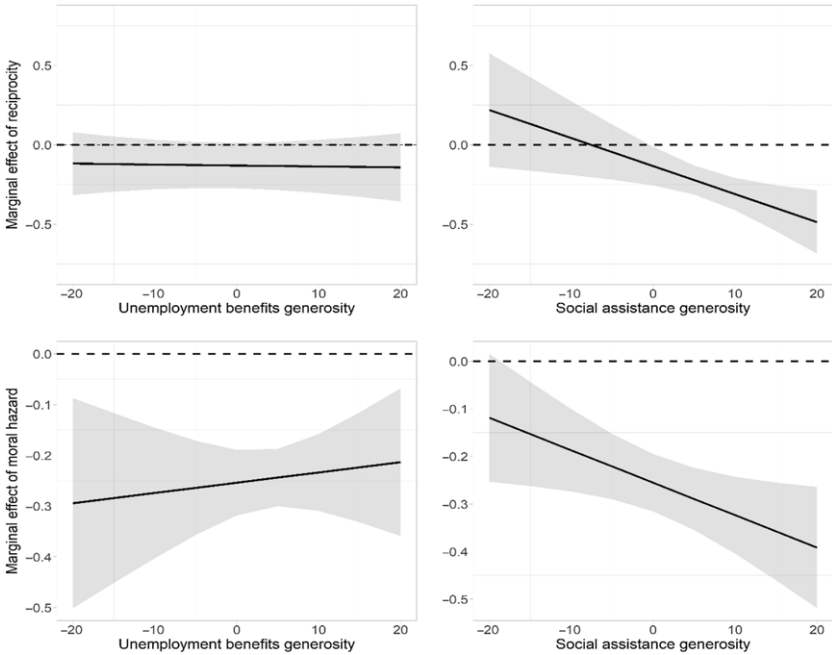 Marginal effect of reciprocity
0.5
0.0
−0.5
−20 −10 0 10 20
Unemployment benefits generosity
0.5
0.0
−0.5
−20 −10 0 10 20
Social assistance generosity
Marginal effect of moral hazard
0.0
−0.1
−0.2
−0.3
−0.4
−0.5
−20 −10 0 10 20
Unemployment benefits generosity
0.0
−0.1
−0.2
−0.3
−0.4
−0.5
−20 −10 0 10 20
Social assistance generosity